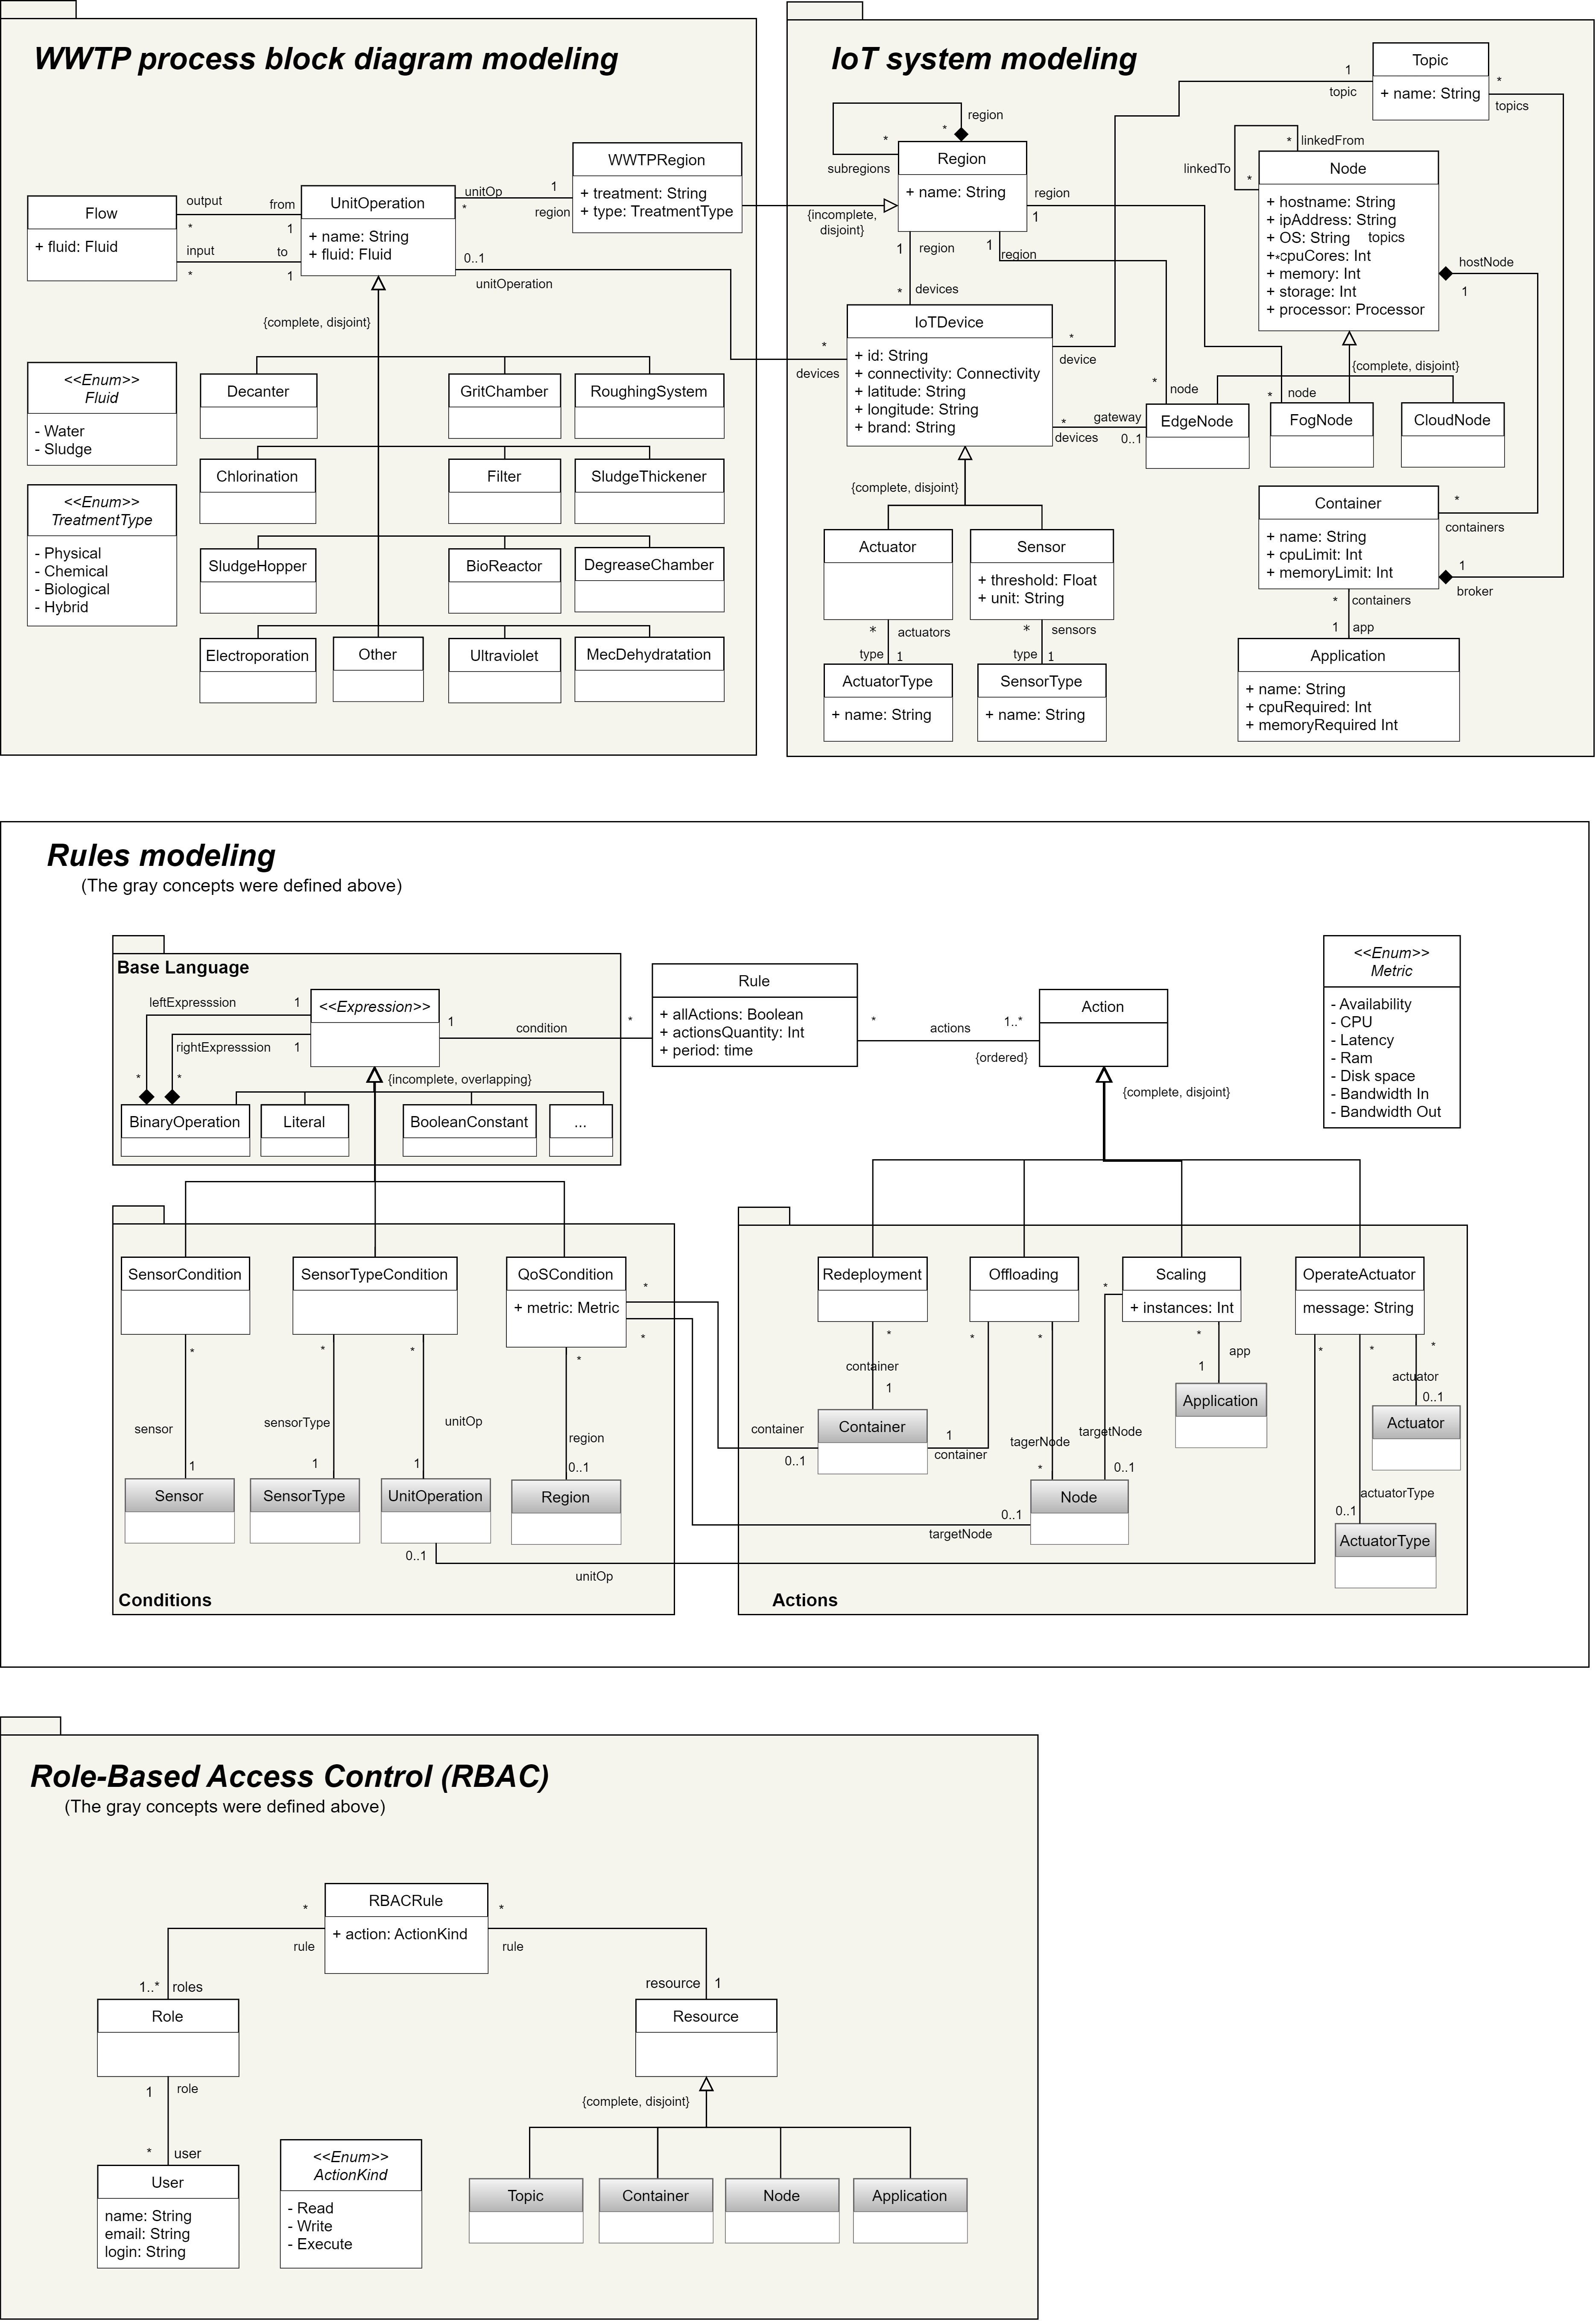 WWTP process block diagram modeling
WWTPRegion
+ treatment: String
+ type: TreatmentType
Flow
+ fluid: Fluid
output
from
*
1
input
to
*
1
UnitOperation
+ name: String
+ fluid: Fluid
unitOp
*
1
region
0..1
unitOperation
{complete, disjoint}
<<Enum>>
Fluid
- Water
- Sludge
<<Enum>>
TreatmentType
- Physical
- Chemical
- Biological
- Hybrid
Decanter
GritChamber
RoughingSystem
Chlorination
Filter
SludgeThickener
SludgeHopper
BioReactor
DegreaseChamber
Electroporation
Other
Ultraviolet
MecDehydratation
IoT system modeling
Topic
+ name: String
1
topic
*
topics
region
*
*
subregions
Region
+ name: String
{incomplete,
disjoint}
region
1
1
region
1
region
*
devices
linkedFrom
*
linkedTo
*
Node
+ hostname: String
+ ipAddress: String
+ OS: String
topics
+*cpuCores: Int
+ memory: Int
+ storage: Int
+ processor: Processor
hostNode
1
{complete, disjoint}
IoTDevice
+ id: String
+ connectivity: Connectivity
+ latitude: String
+ longitude: String
+ brand: String
*
devices
*
device
*
devices
gateway
0..1
*
node
*
node
EdgeNode
FogNode
CloudNode
{complete, disjoint}
Actuator
Sensor
+ threshold: Float
+ unit: String
*
actuators
type
1
*
sensors
type
1
ActuatorType
+ name: String
SensorType
+ name: String
Container
+ name: String
+ cpuLimit: Int
+ memoryLimit: Int
*
containers
1
broker
*
containers
1
app
Application
+ name: String
+ cpuRequired: Int
+ memoryRequired Int
Rules modeling
(The gray concepts were defined above)
Base Language
leftExpresssion
1
rightExpresssion
1
*
*
<<Expression>>
{incomplete, overlapping}
BinaryOperation
Literal
BooleanConstant
...
1
condition
*
Rule
+ allActions: Boolean
+ actionsQuantity: Int
+ period: time
*
actions
1..*
{ordered}
Action
{complete, disjoint}
<<Enum>>
Metric
- Availability
- CPU
- Latency
- Ram
- Disk space
- Bandwidth In
- Bandwidth Out
SensorCondition
SensorTypeCondition
QoSCondition
+ metric: Metric
*
*
*
*
*
*
sensor
1
sensorType
1
unitOp
1
region
0..1
Sensor
SensorType
UnitOperation
Region
0..1
unitOp
Conditions
Redeployment
Offloading
Scaling
+ instances: Int
OperateActuator
message: String
*
container
1
*
*
*
*
app
1
*
*
*
actuator
0..1
container
0..1
Container
1
container
tagerNode
*
targetNode
0..1
Application
Actuator
Node
0..1
targetNode
actuatorType
0..1
ActuatorType
Actions
Role-Based Access Control (RBAC)
(The gray concepts were defined above)
RBACRule
+ action: ActionKind
*
rule
*
rule
1..*
roles
resource
1
Role
Resource
1
role
{complete, disjoint}
*
user
User
name: String
email: String
login: String
<<Enum>>
ActionKind
- Read
- Write
- Execute
Topic
Container
Node
Application